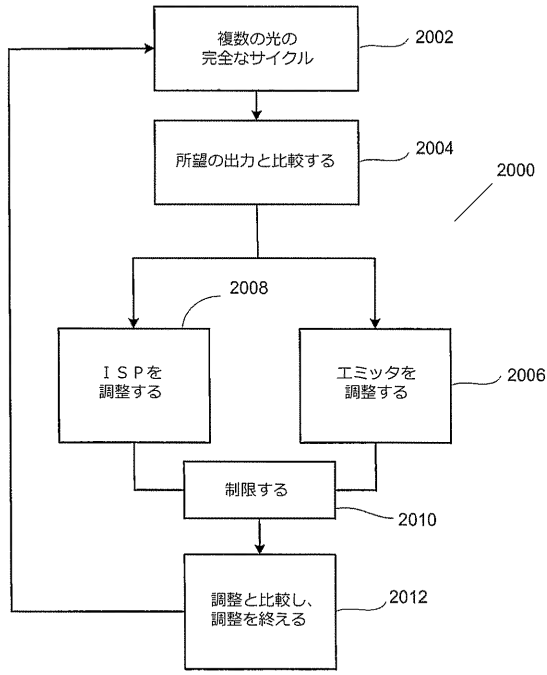 複数の光の
完全なサイクル
2002
所望の出力と比較する
2004
2000
2008
ＩＳＰを
調整する
エミッタを
調整する
2006
制限する
2010
調整と比較し、
調整を終える
2012